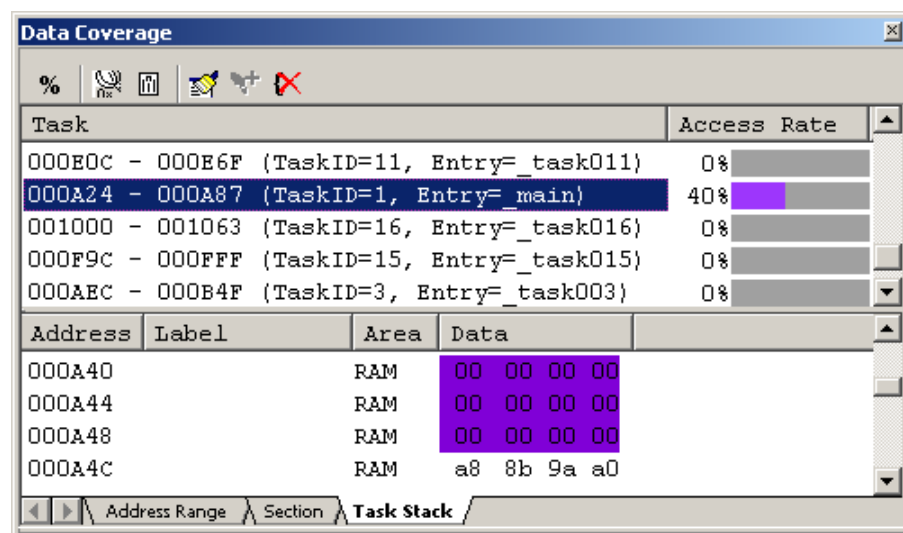 Data Coverage
%
Task Access Rate
000E0C - 000E6F (TaskID=11, Entry=_task011) 0%
000A24 - 000A87 (TaskID=1, Entry=_main) 40%
001000 - 001063 (TaskID=16, Entry=_task016) 0%
000F9C - 000FFF (TaskID=15, Entry=_task015) 0%
000AEC - 000B4F (TaskID=3, Entry=_task003) 0%
Address Label Area Data
000A40 RAM 00 00 00 00
000A44 RAM 00 00 00 00
000A48 RAM 00 00 00 00
000A4C RAM a8 8b 9a a0
Address Range Section Task Stack